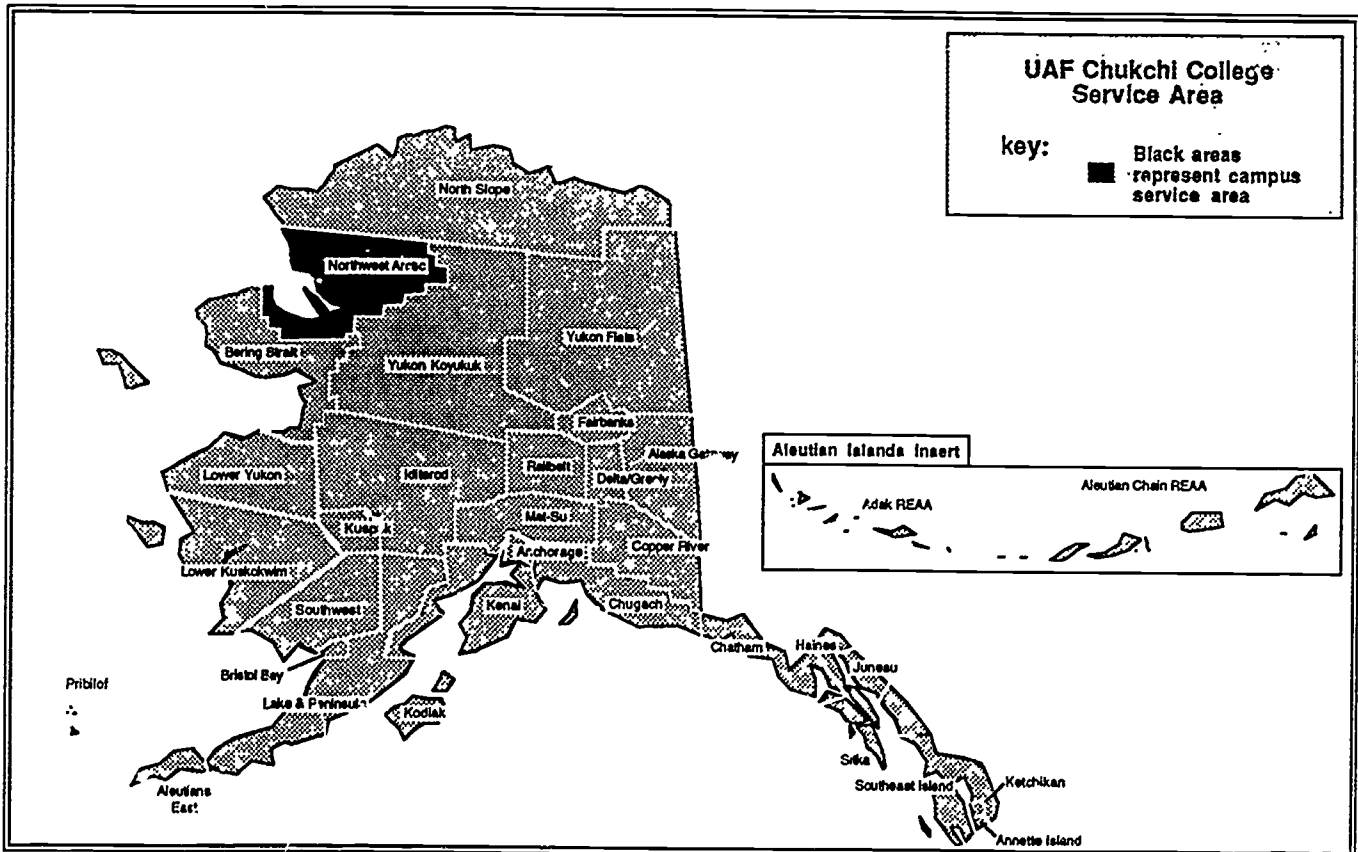 UAF Chukchi College
Service Area
key:
Black areas
represent campus
service area
North Slope
Northwest Arctic
Yukon Flats
Bering Strait
Yukon Koyukuk
Fairbanks
Alaska Gateway
Lower Yukon
Iditarod
Railbelt
Delta/Greely
Aleutian Islands Insert
Adak REAA
Aleutian Chain REAA
Kuspuk
Mat-Su
Anchorage
Copper River
Lower Kuskokwim
Southwest
Kenai
Chugach
Chatham
Haines
Juneau
Bristol Bay
Pribilof
Lake & Peninsula
Kodiak
Sitka
Southeast Island
Ketchikan
Aleutians
East
Annette Island